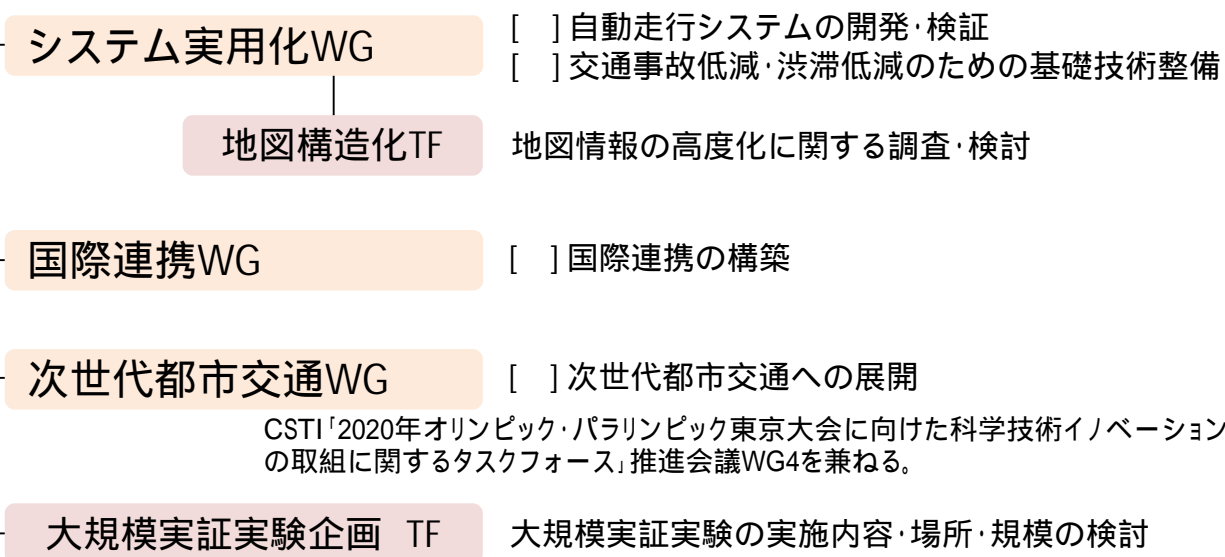 システム実用化WG
[ ]自動走行システムの開発・検証
[ ]交通事故低減・渋滞低減のための基礎技術整備
地図構造化TF
地図情報の高度化に関する調査・検討
国際連携WG
[ ]国際連携の構築
次世代都市交通WG
[ ]次世代都市交通への展開
CSTI「2020年オリンピック・パラリンピック東京大会に向けた科学技術イノベーション
の取組に関するタスクフォース」推進会議WG4を兼ねる。
大規模実証実験企画 TF
大規模実証実験の実施内容・場所・規模の検討